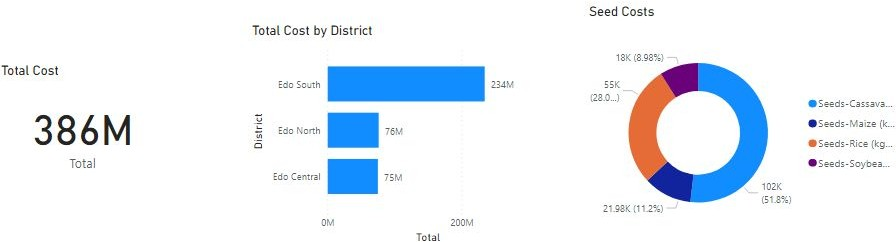 Total Cost
386M
Total
Total Cost by District
District
Edo South
234M
Edo North
76M
Edo Central
75M
0M
200M
Total
Seed Costs
18K (8.98%)
55K
(28.0...)
21.98K (11.2%)
102K
(51.8%)
Seeds-Cassava...
Seeds-Maize (k...
Seeds-Rice (kg...
Seeds-Soybea...